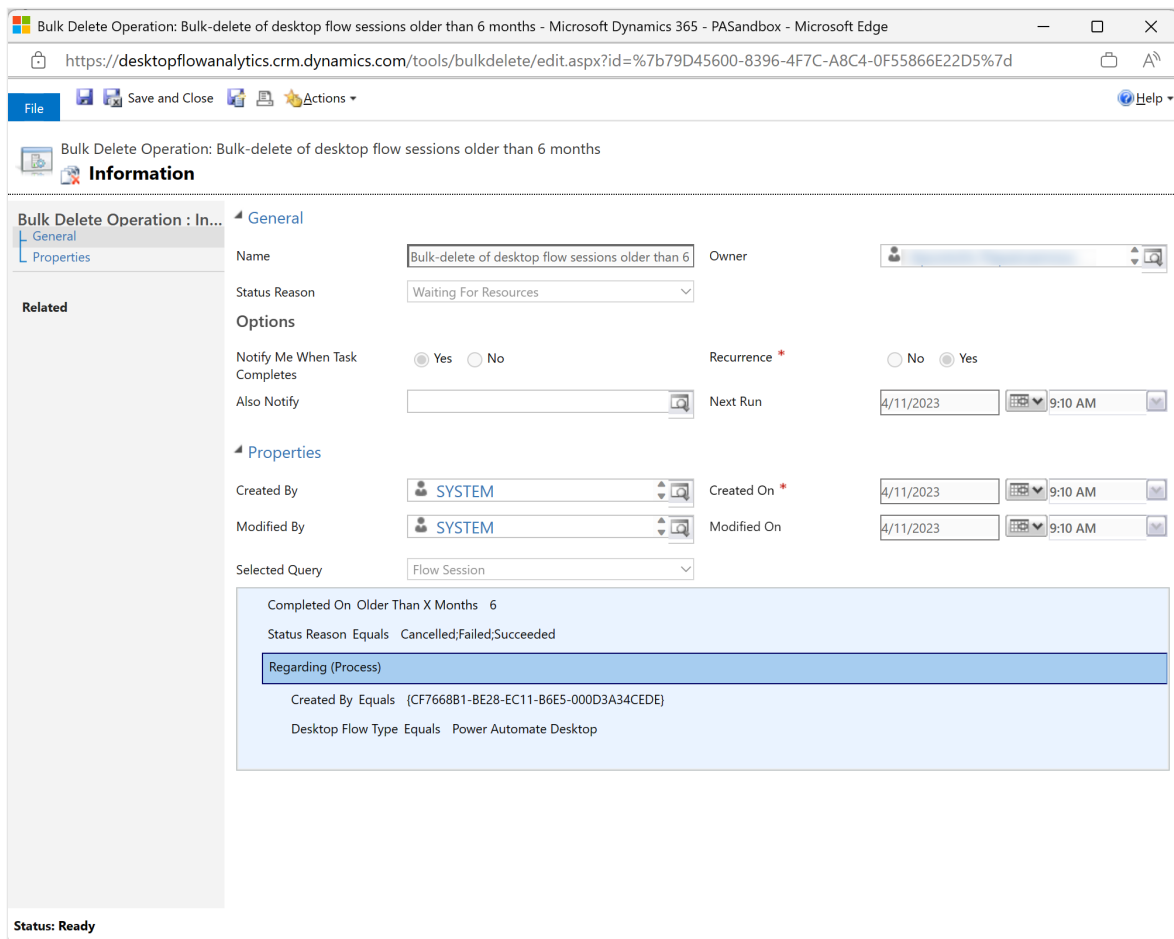 Bulk Delete Operation: Bulk-delete of desktop flow sessions older than 6 months - Microsoft Dynamics 365 - PASandbox - Microsoft Edge
https://desktopflowanalytics.crm.dynamics.com/tools/bulkdelete/edit.aspx?id=%7b79D45600-8396-4F7C-A8C4-0F55866E22D5%7d
File Save and Close Actions Help
Bulk Delete Operation: Bulk-delete of desktop flow sessions older than 6 months
Information
Bulk Delete Operation : In...
General
Properties
Related
General
Name Bulk-delete of desktop flow sessions older than 6 Owner
Status Reason Waiting For Resources
Options
Notify Me When Task Completes Yes No Recurrence * No Yes
Also Notify Next Run 4/11/2023 9:10 AM
Properties
Created By SYSTEM Created On * 4/11/2023 9:10 AM
Modified By SYSTEM Modified On 4/11/2023 9:10 AM
Selected Query Flow Session
Completed On Older Than X Months 6
Status Reason Equals Cancelled;Failed;Succeeded
Regarding (Process)
Created By Equals {CF7668B1-BE28-EC11-B6E5-000D3A34CEDE}
Desktop Flow Type Equals Power Automate Desktop
Status: Ready